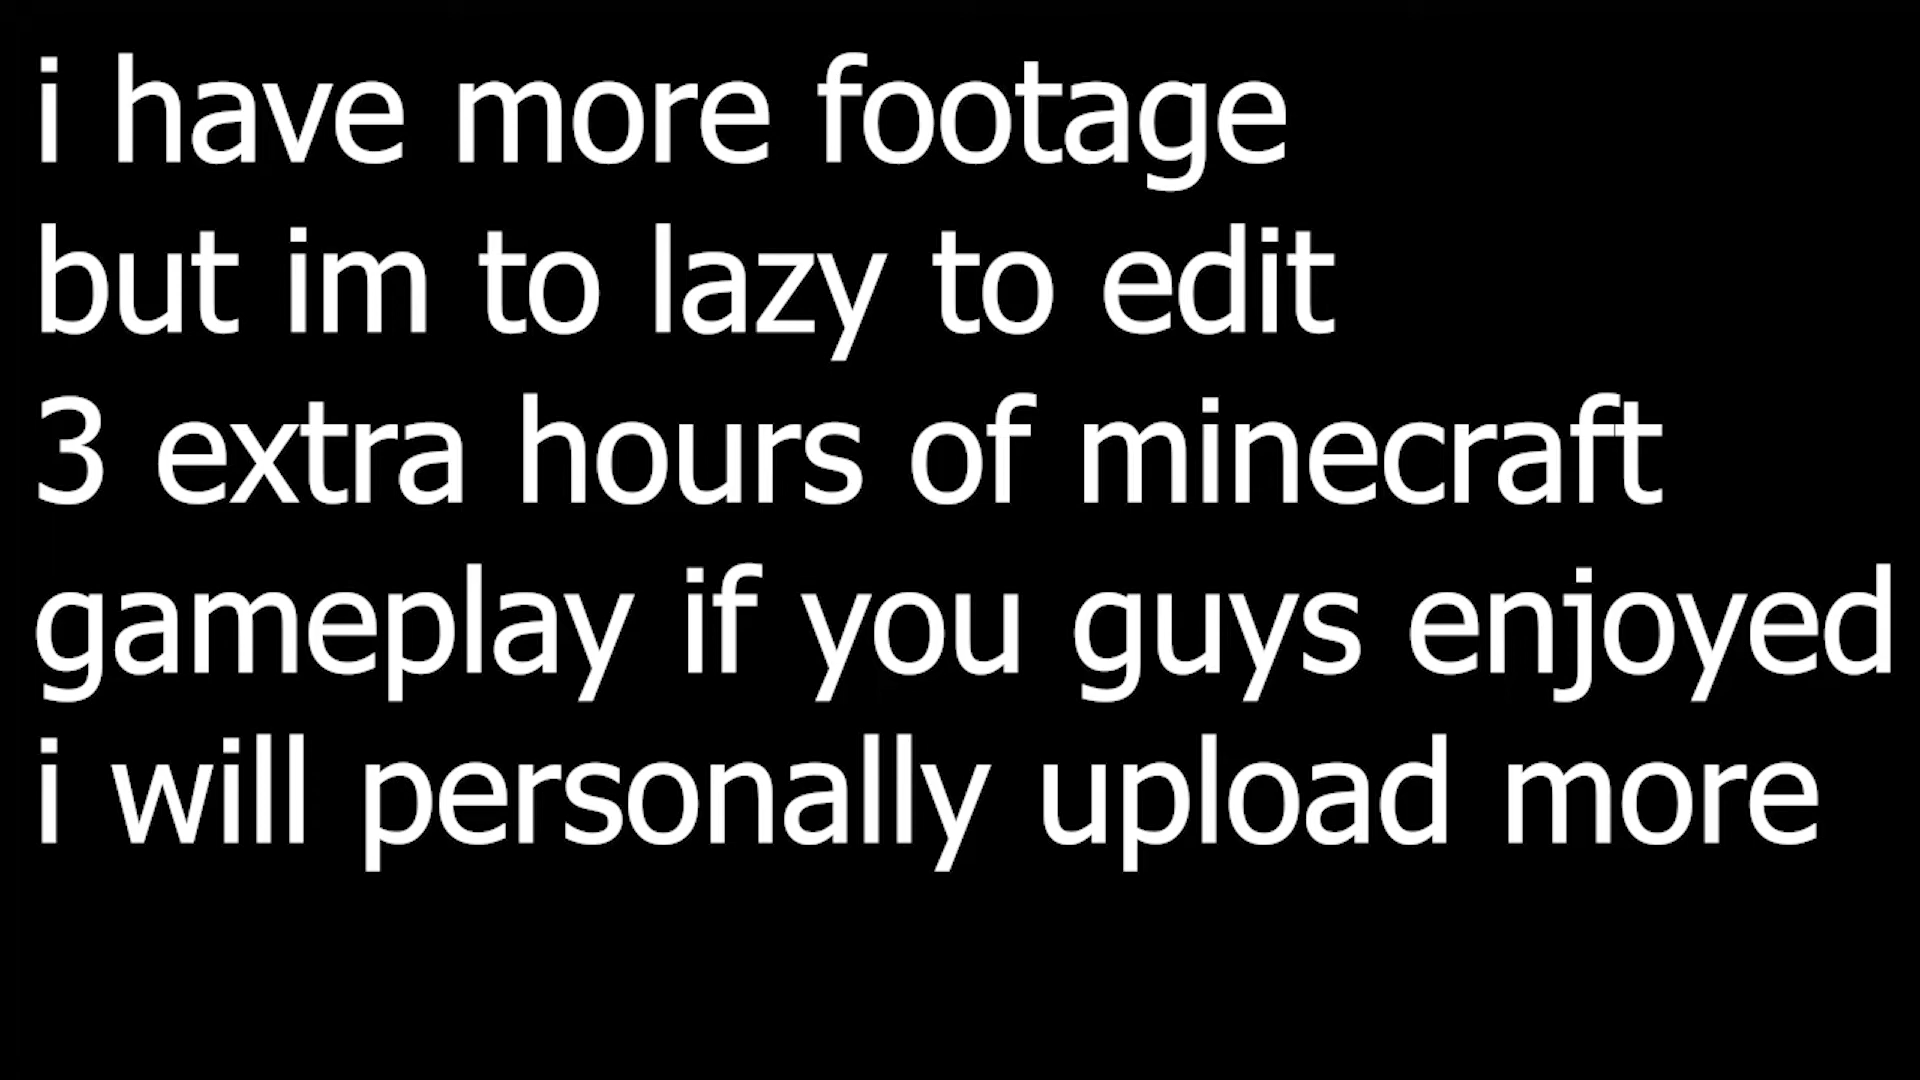 i have more footage
but im to lazy to edit
3 extra hours of minecraft
gameplay if you guys enjoyed
i will personally upload more